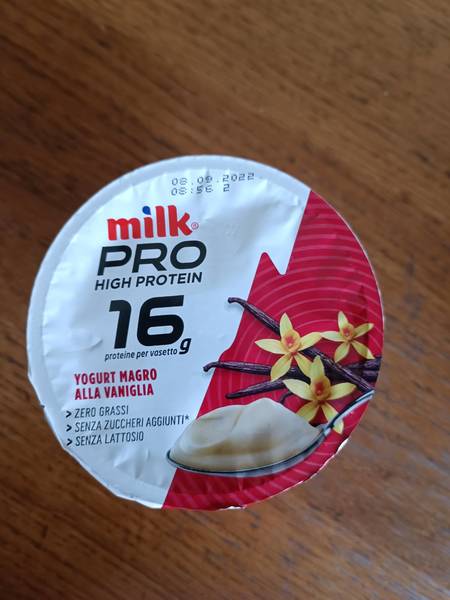 08.09.2022
08:56 2
milk®
PRO
HIGH PROTEIN
16g
proteine per vasetto
YOGURT MAGRO
ALLA VANIGLIA
> ZERO GRASSI
> SENZA ZUCCHERI AGGIUNTI*
> SENZA LATTOSIO